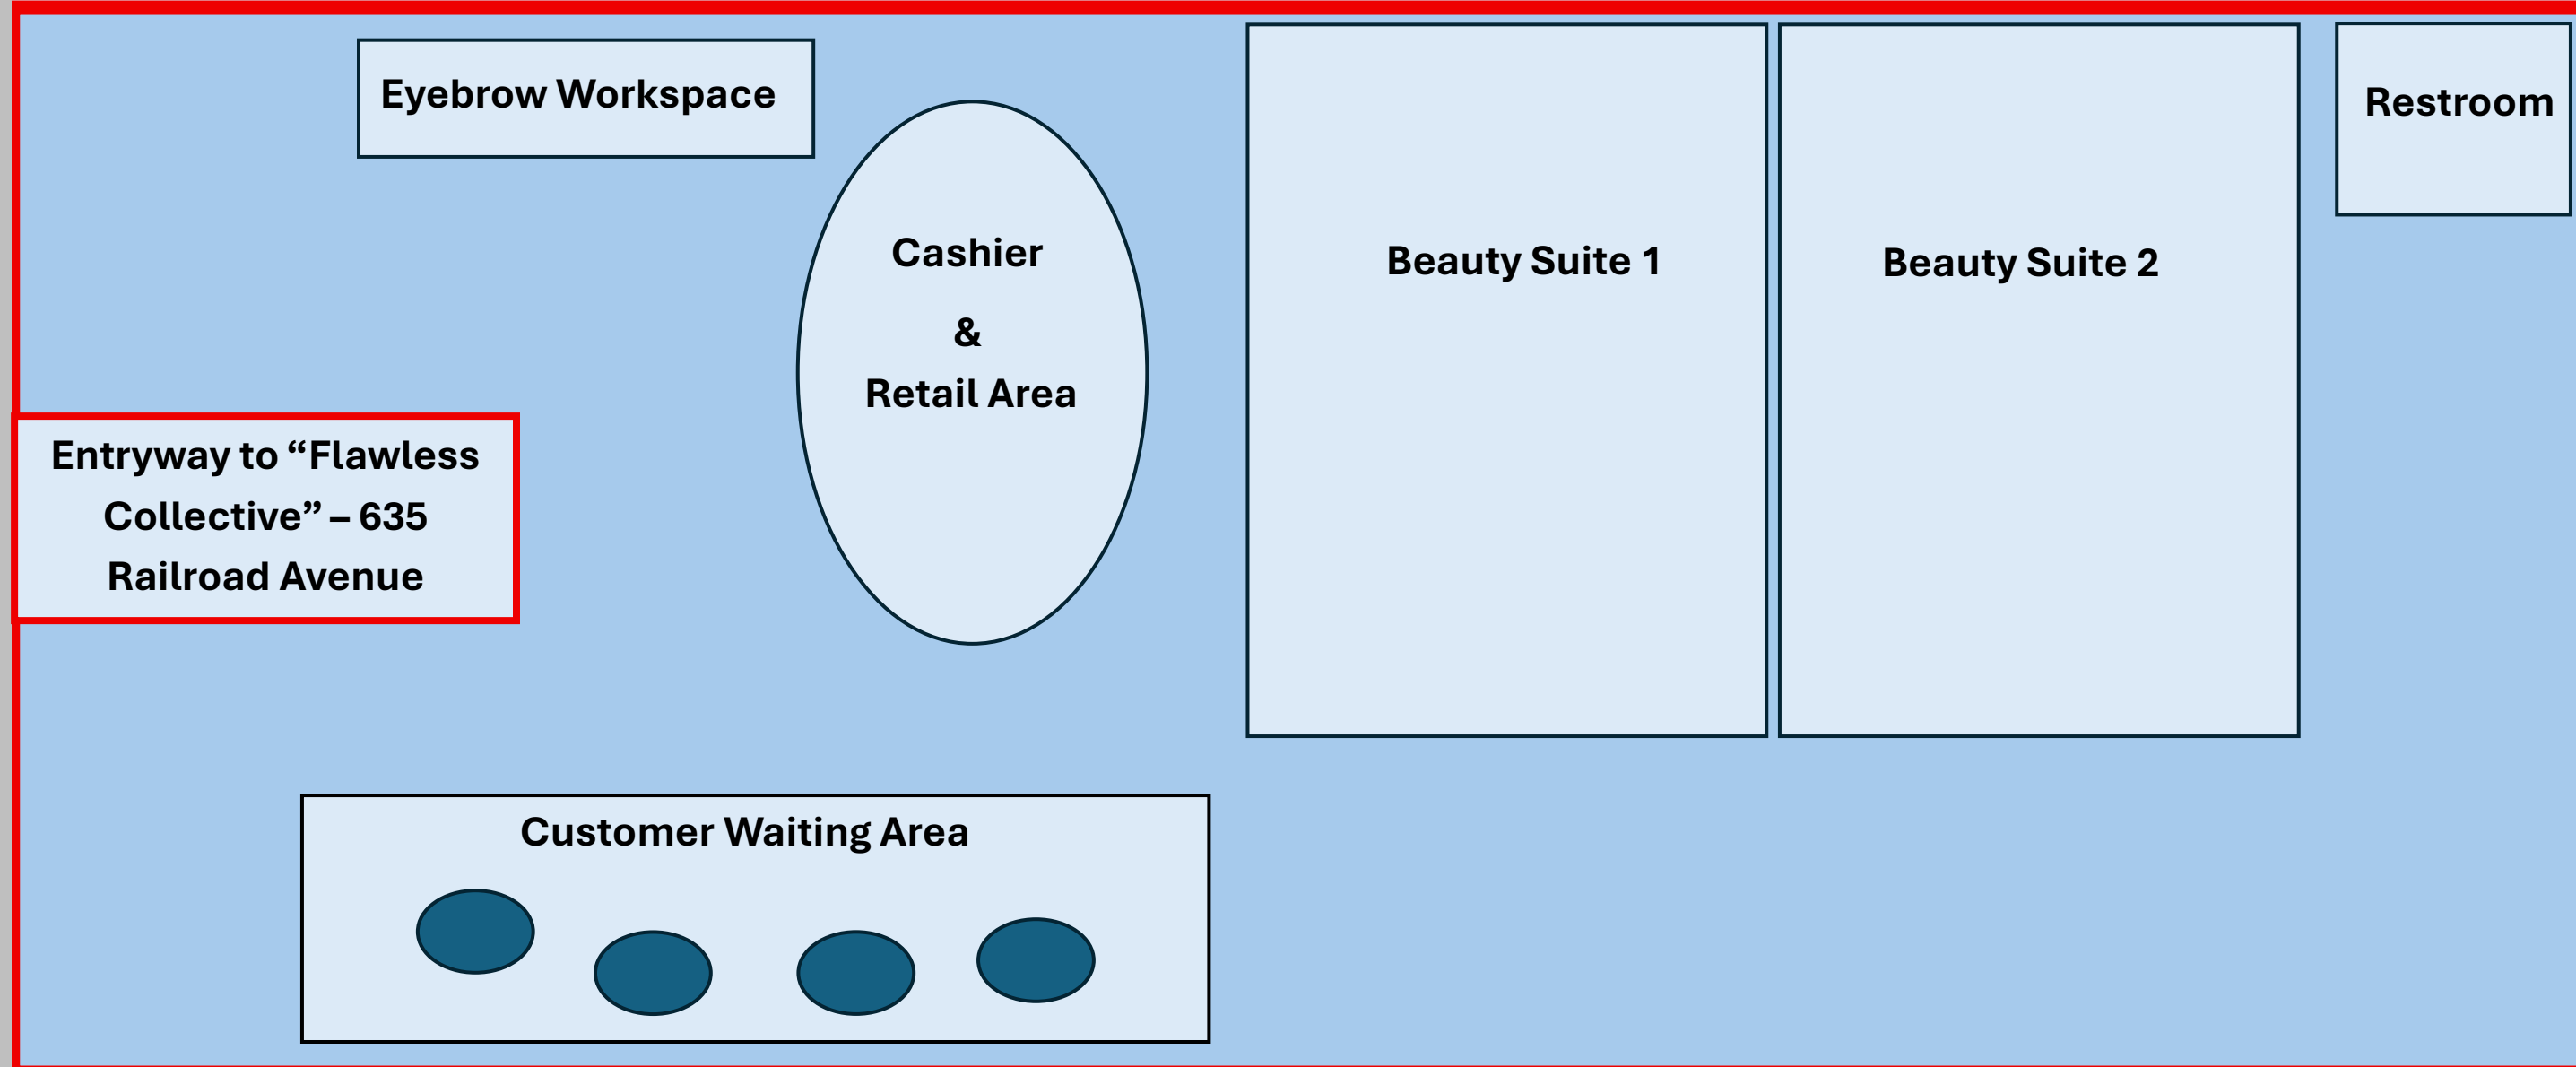 Eyebrow Workspace
Restroom
Cashier
&
Retail Area
Beauty Suite 1
Beauty Suite 2
Entryway to “Flawless
Collective” – 635
Railroad Avenue
Customer Waiting Area